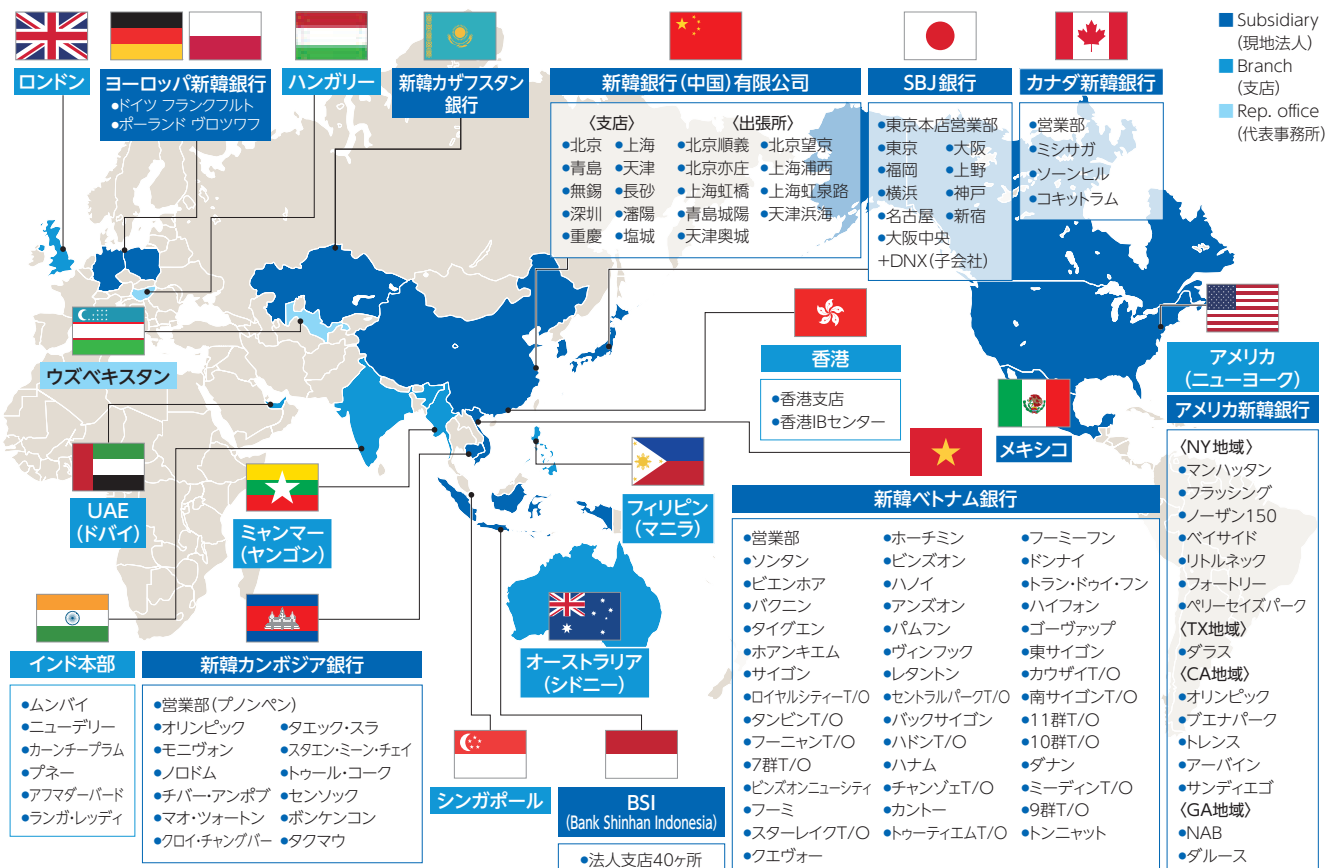 Subsidiary
(現地法人)
Branch
(支店)
Rep. office
(代表事務所)
ロンドン
ヨーロッパ新韓銀行
●ドイツ フランクフルト
●ポーランド ヴロツワフ
ハンガリー
新韓カザフスタン
銀行
新韓銀行(中国)有限公司
〈支店〉 〈出張所〉
●北京 ●上海 ●北京順義 ●北京望京
●青島 ●天津 ●北京亦庄 ●上海浦西
●無錫 ●長砂 ●上海虹橋 ●上海虹泉路
●深圳 ●瀋陽 ●青島城陽 ●天津浜海
●重慶 ●塩城 ●天津奥城
SBJ銀行
●東京本店営業部
●東京 ●大阪
●福岡 ●上野
●横浜 ●神戸
●名古屋 ●新宿
●大阪中央
+DNX(子会社)
カナダ新韓銀行
●営業部
●ミシサガ
●ソーンヒル
●コキットラム
ウズベキスタン
香港
●香港支店
●香港IBセンター
アメリカ
(ニューヨーク)
アメリカ新韓銀行
〈NY地域〉
●マンハッタン
●フラッシング
●ノーザン150
●ベイサイド
●リトルネック
●フォートリー
●ペリーセイズパーク
〈TX地域〉
●ダラス
〈CA地域〉
●オリンピック
●ブエナパーク
●トレンス
●アーバイン
●サンディエゴ
〈GA地域〉
●NAB
●ダルース
メキシコ
UAE
(ドバイ)
ミャンマー
(ヤンゴン)
フィリピン
(マニラ)
オーストラリア
(シドニー)
インド本部
●ムンバイ
●ニューデリー
●カーンチープラム
●プネー
●アフマダーバード
●ランガ・レッディ
新韓カンボジア銀行
●営業部(プノンペン)
●オリンピック ●タエック・スラ
●モニヴォン ●スタエン・ミーン・チェイ
●ノロドム ●トゥール・コーク
●チバー・アンポブ ●センソック
●マオ・ツォートン ●ボンケンコン
●クロイ・チャングバー ●タクマウ
シンガポール
BSI
(Bank Shinhan Indonesia)
●法人支店40ヶ所
新韓ベトナム銀行
●営業部 ●ホーチミン ●フーミーフン
●ソンタン ●ビンズオン ●ドンナイ
●ビエンホア ●ハノイ ●トラン・ドゥイ・フン
●バクニン ●アンズオン ●ハイフォン
●タイグエン ●パムフン ●ゴーヴァップ
●ホアンキエム ●ヴィンフック ●東サイゴン
●サイゴン ●レタントン ●カウザイT/O
●ロイヤルシティーT/O ●セントラルパークT/O ●南サイゴンT/O
●タンビンT/O ●バックサイゴン ●11群T/O
●フーニャンT/O ●ハドンT/O ●10群T/O
●7群T/O ●ハナム ●ダナン
●ビンズオンニューシティ ●チャンゾェT/O ●ミーディンT/O
●フーミ ●カントー ●9群T/O
●スターレイクT/O ●トゥーティエムT/O ●トンニャット
●クエヴォー